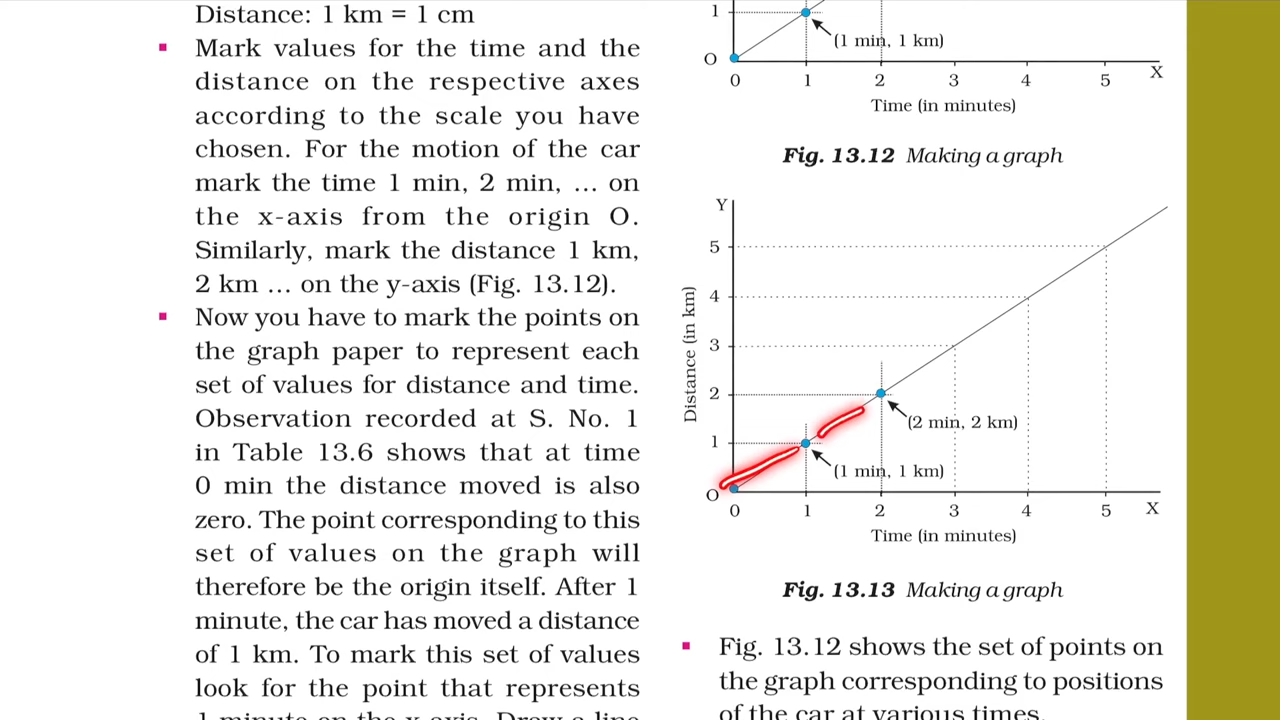 Distance: 1 km = 1 cm
Mark values for the time and the
distance on the respective axes
according to the scale you have
chosen. For the motion of the car
mark the time 1 min, 2 min, ... on
the x-axis from the origin O.
Similarly, mark the distance 1 km,
2 km ... on the y-axis (Fig. 13.12).
Now you have to mark the points on
the graph paper to represent each
set of values for distance and time.
Observation recorded at S. No. 1
in Table 13.6 shows that at time
0 min the distance moved is also
zero. The point corresponding to this
set of values on the graph will
therefore be the origin itself. After 1
minute, the car has moved a distance
of 1 km. To mark this set of values
look for the point that represents
1 minute on the x-axis. Draw a line
1
(1 min, 1 km)
O
X
0 1 2 3 4 5
Time (in minutes)
Fig. 13.12 Making a graph
Y
5
4
3
2
1
O
Distance (in km)
(2 min, 2 km)
(1 min, 1 km)
0 1 2 3 4 5 X
Time (in minutes)
Fig. 13.13 Making a graph
Fig. 13.12 shows the set of points on
the graph corresponding to positions
of the car at various times.